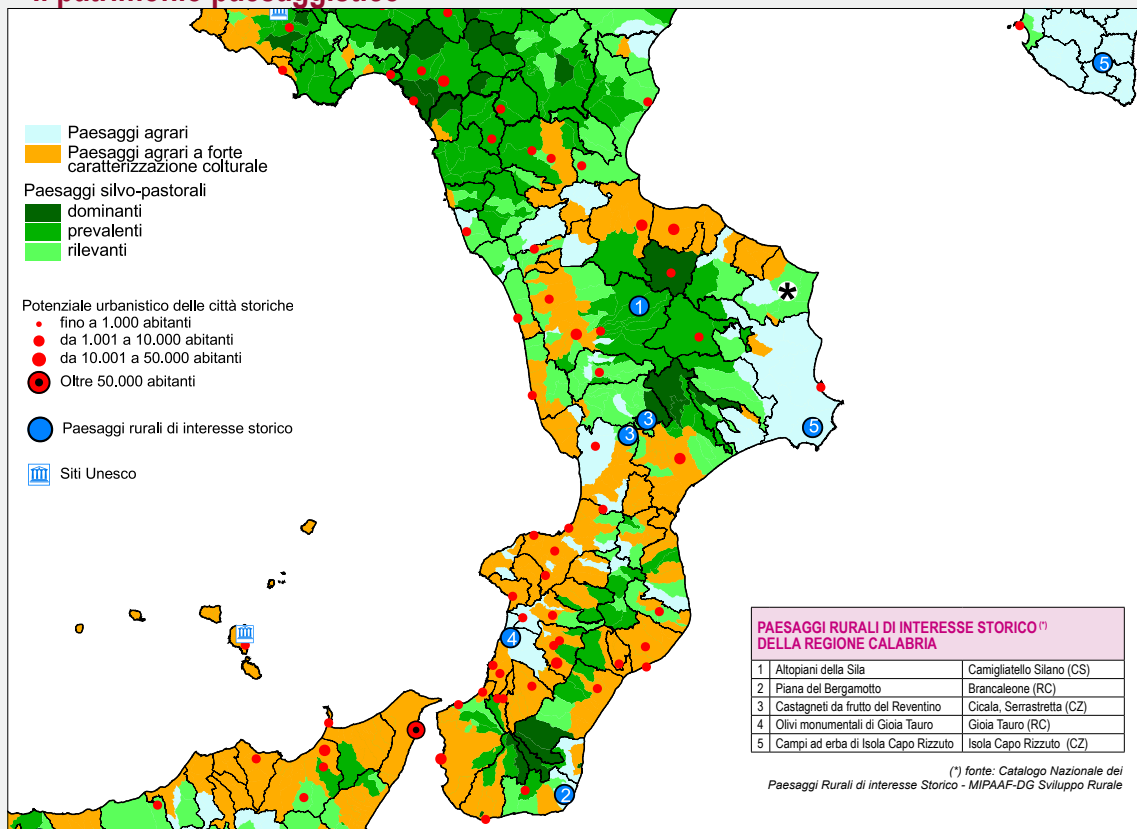 Il patrimonio paesaggistico
5
Paesaggi agrari
Paesaggi agrari a forte
caratterizzazione colturale
Paesaggi silvo-pastorali
dominanti
prevalenti
rilevanti
Potenziale urbanistico delle città storiche
fino a 1.000 abitanti
da 1.001 a 10.000 abitanti
da 10.001 a 50.000 abitanti
Oltre 50.000 abitanti
Paesaggi rurali di interesse storico
Siti Unesco
*
1
3
3
5
4
2
PAESAGGI RURALI DI INTERESSE STORICO (*)
DELLA REGIONE CALABRIA
1 Altopiani della Sila Camigliatello Silano (CS)
2 Piana del Bergamotto Brancaleone (RC)
3 Castagneti da frutto del Reventino Cicala, Serrastretta (CZ)
4 Olivi monumentali di Gioia Tauro Gioia Tauro (RC)
5 Campi ad erba di Isola Capo Rizzuto Isola Capo Rizzuto (CZ)
(*) fonte: Catalogo Nazionale dei
Paesaggi Rurali di interesse Storico - MIPAAF-DG Sviluppo Rurale